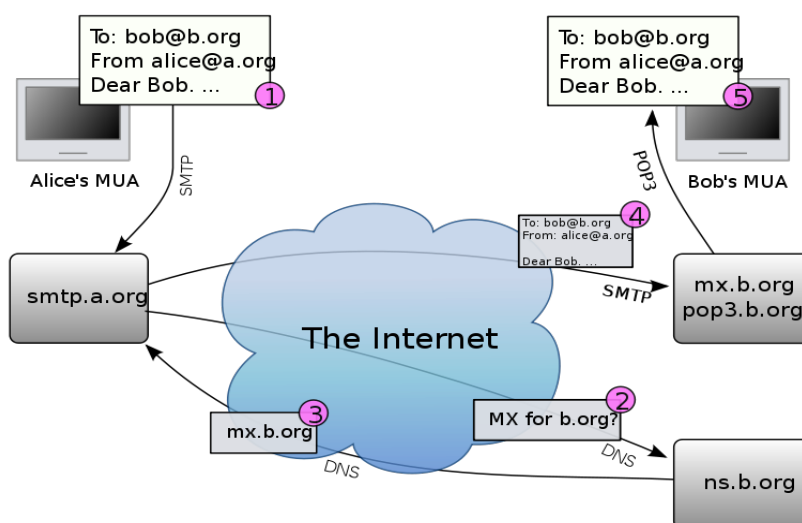 To: bob@b.org
From alice@a.org
Dear Bob. ...
1
Alice's MUA
SMTP
To: bob@b.org
From alice@a.org
Dear Bob. ...
5
Bob's MUA
POP3
To: bob@b.org
From: alice@a.org
Dear Bob. ...
4
SMTP
smtp.a.org
The Internet
mx.b.org
pop3.b.org
MX for b.org?
2
DNS
mx.b.org
3
DNS
ns.b.org